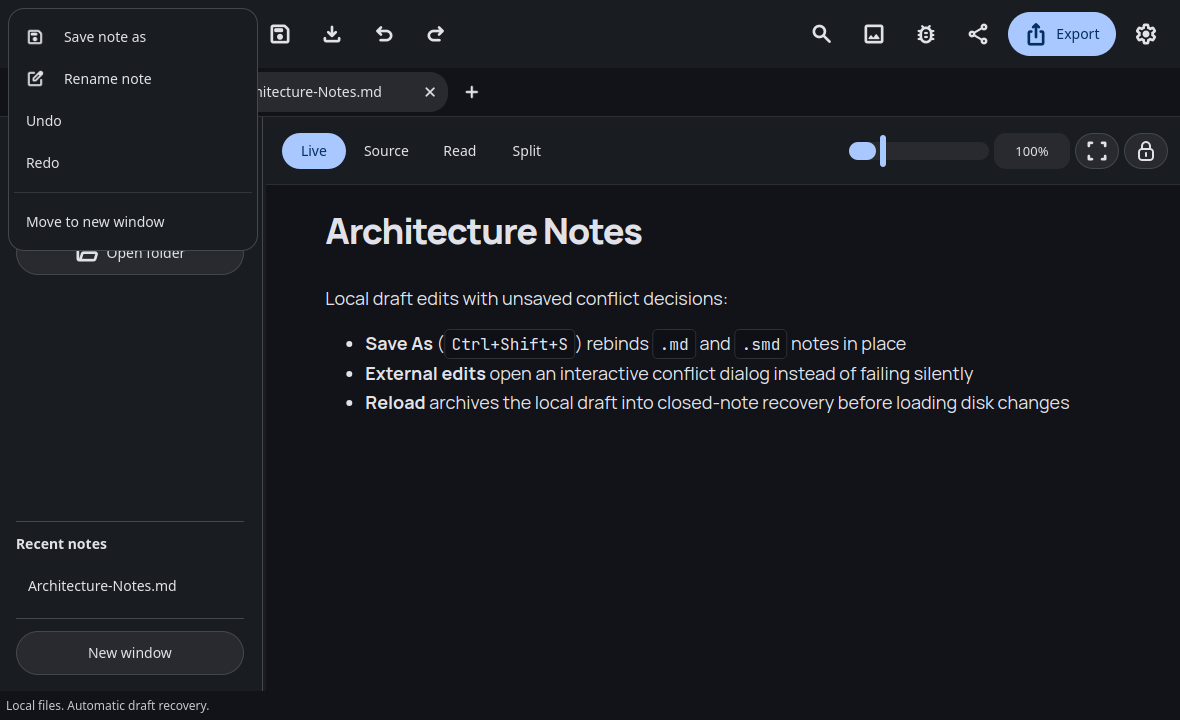 Save note as
Rename note
Undo
Redo
Move to new window
Export
itecture-Notes.md
Live
Source
Read
Split
100%
Open folder
Architecture Notes
Local draft edits with unsaved conflict decisions:
Save As (Ctrl+Shift+S) rebinds .md and .smd notes in place
External edits open an interactive conflict dialog instead of failing silently
Reload archives the local draft into closed-note recovery before loading disk changes
Recent notes
Architecture-Notes.md
New window
Local files. Automatic draft recovery.